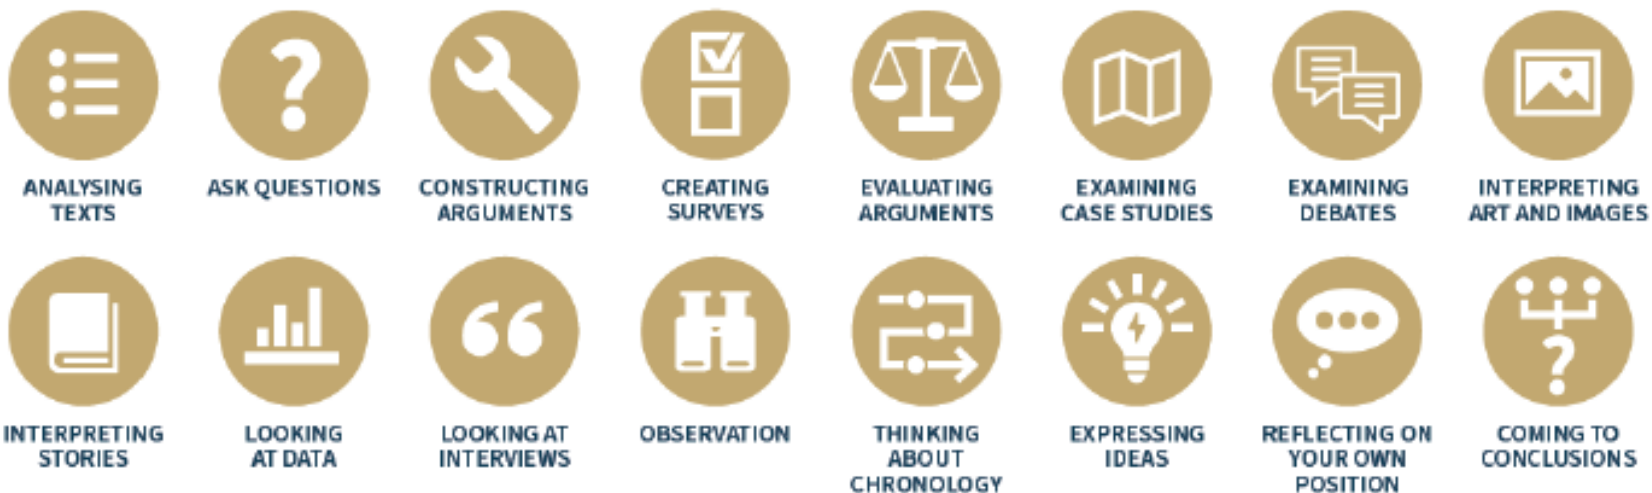 ANALYSING
TEXTS
ASK QUESTIONS
CONSTRUCTING
ARGUMENTS
CREATING
SURVEYS
EVALUATING
ARGUMENTS
EXAMINING
CASE STUDIES
EXAMINING
DEBATES
INTERPRETING
ART AND IMAGES
INTERPRETING
STORIES
LOOKING
AT DATA
LOOKING AT
INTERVIEWS
OBSERVATION
THINKING
ABOUT
CHRONOLOGY
EXPRESSING
IDEAS
REFLECTING ON
YOUR OWN
POSITION
COMING TO
CONCLUSIONS